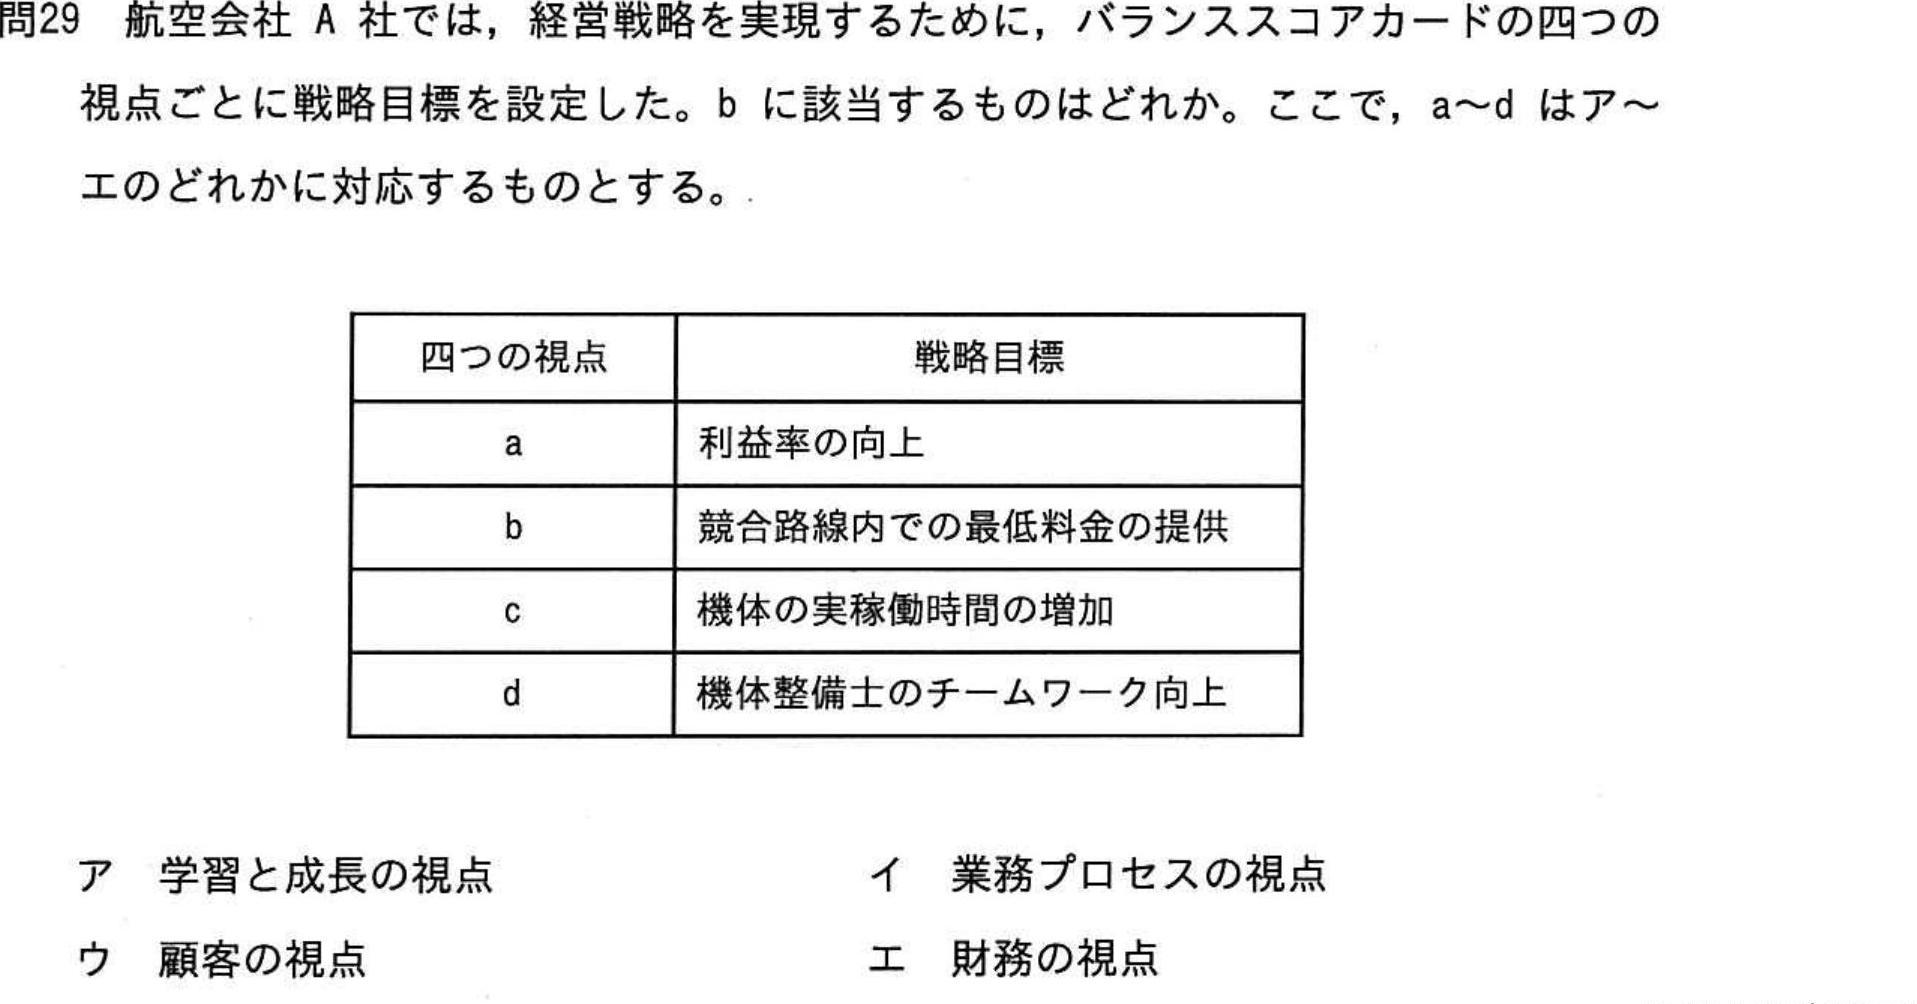 問29　航空会社 A 社では，経営戦略を実現するために，バランススコアカードの四つの
視点ごとに戦略目標を設定した。b に該当するものはどれか。ここで，a～d はア～
エのどれかに対応するものとする。
四つの視点　戦略目標
a　利益率の向上
b　競合路線内での最低料金の提供
c　機体の実稼働時間の増加
d　機体整備士のチームワーク向上
ア　学習と成長の視点　イ　業務プロセスの視点
ウ　顧客の視点　エ　財務の視点